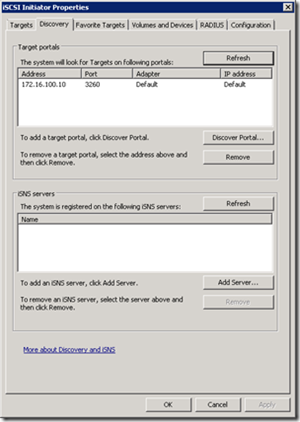 iSCSI Initiator Properties
Targets Discovery Favorite Targets Volumes and Devices RADIUS Configuration
Target portals
The system will look for Targets on following portals: Refresh
Address Port Adapter IP address
172.16.100.10 3260 Default Default
To add a target portal, click Discover Portal. Discover Portal...
To remove a target portal, select the address above and then click Remove. Remove
iSNS servers
The system is registered on the following iSNS servers: Refresh
Name
To add an iSNS server, click Add Server. Add Server...
To remove an iSNS server, select the server above and then click Remove. Remove
More about Discovery and iSNS
OK Cancel Apply